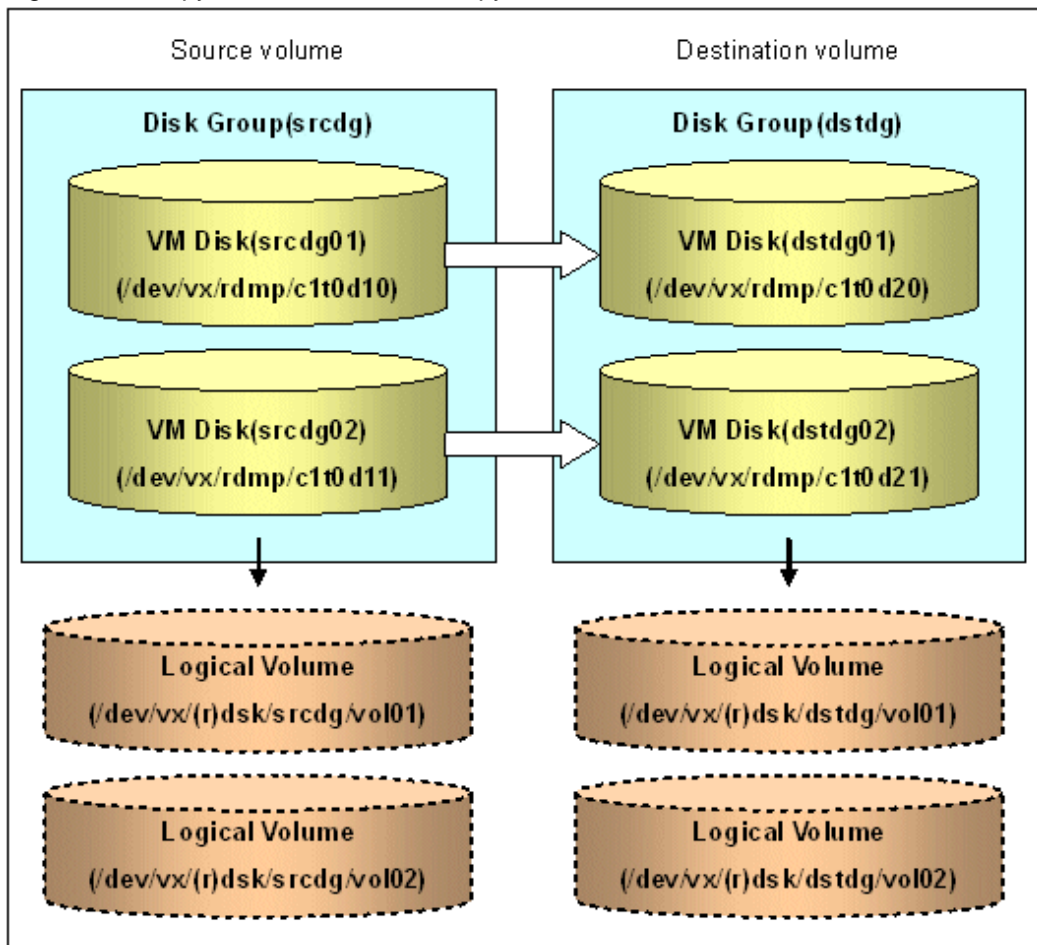 Source volume
Destination volume
Disk Group(srcdg)
VM Disk(srcdg01)
(/dev/vx/rdmp/c1t0d10)
VM Disk(srcdg02)
(/dev/vx/rdmp/c1t0d11)
Disk Group(dstdg)
VM Disk(dstdg01)
(/dev/vx/rdmp/c1t0d20)
VM Disk(dstdg02)
(/dev/vx/rdmp/c1t0d21)
Logical Volume
(/dev/vx/(r)dsk/srcdg/vol01)
Logical Volume
(/dev/vx/(r)dsk/srcdg/vol02)
Logical Volume
(/dev/vx/(r)dsk/dstdg/vol01)
Logical Volume
(/dev/vx/(r)dsk/dstdg/vol02)